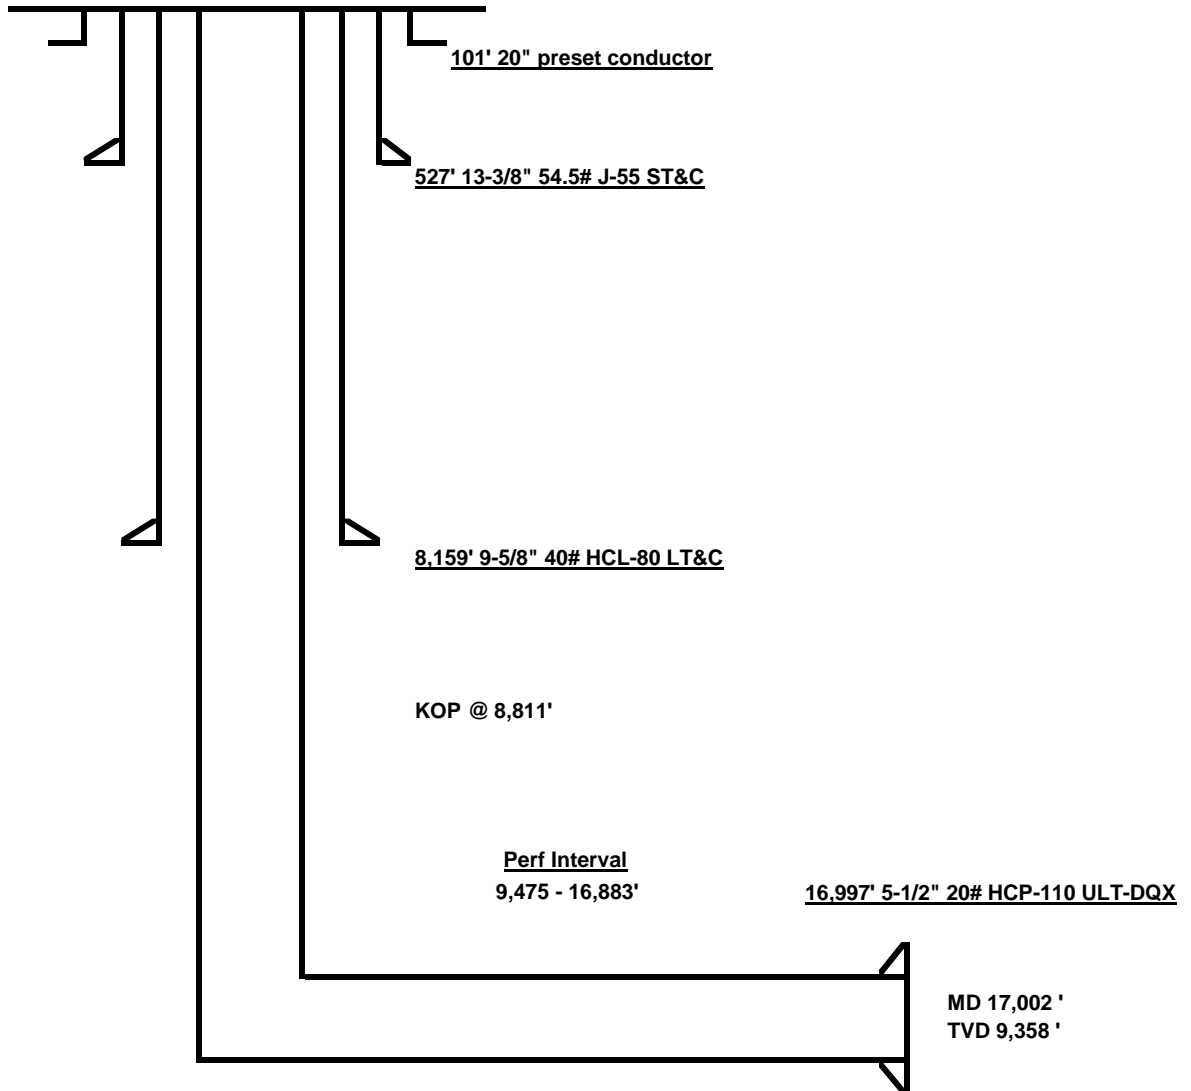 101' 20" preset conductor
527' 13-3/8" 54.5# J-55 ST&C
8,159' 9-5/8" 40# HCL-80 LT&C
KOP @ 8,811'
Perf Interval
9,475 - 16,883'
16,997' 5-1/2" 20# HCP-110 ULT-DQX
MD 17,002 '
TVD 9,358 '